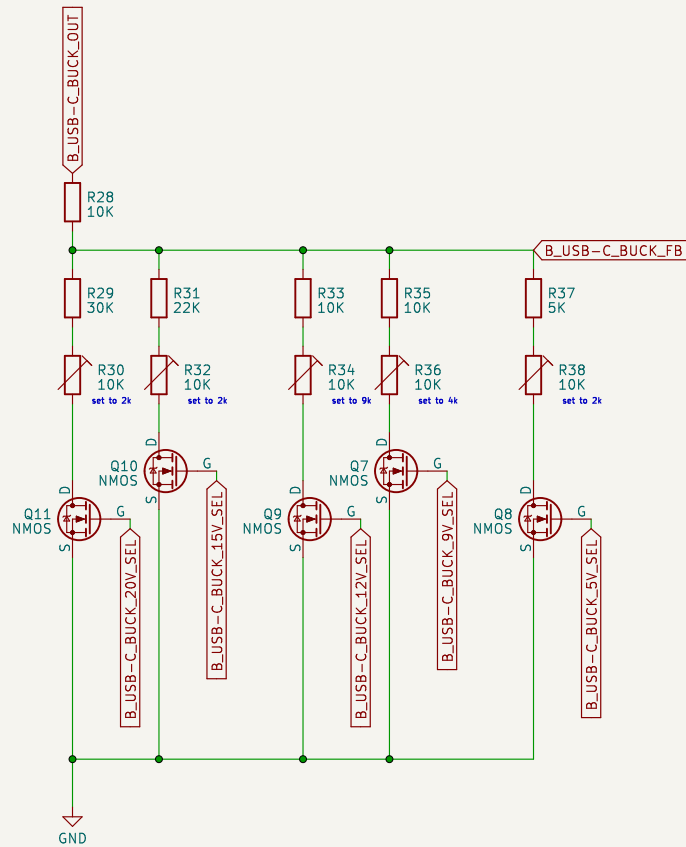 B_USB-C_BUCK_OUT
R28
10K
B_USB-C_BUCK_FB
R29
30K
R31
22K
R33
10K
R35
10K
R37
5K
R30
10K
set to 2k
R32
10K
set to 2k
R34
10K
set to 9k
R36
10K
set to 4k
R38
10K
set to 2k
Q11
NMOS
D
G
S
B_USB-C_BUCK_20V_SEL
Q10
NMOS
D
G
S
B_USB-C_BUCK_15V_SEL
Q9
NMOS
D
G
S
B_USB-C_BUCK_12V_SEL
Q7
NMOS
D
G
S
B_USB-C_BUCK_9V_SEL
Q8
NMOS
D
G
S
B_USB-C_BUCK_5V_SEL
GND